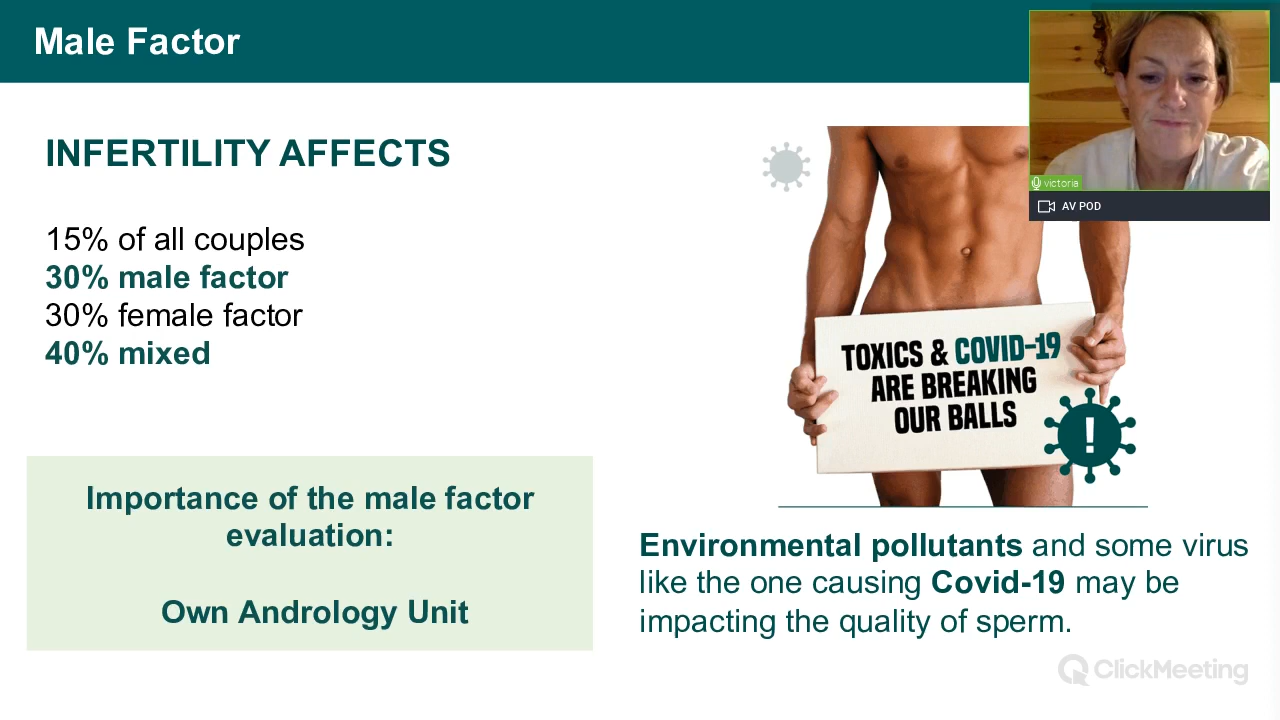 Male Factor
victoria
AV POD
INFERTILITY AFFECTS
15% of all couples
30% male factor
30% female factor
40% mixed
TOXICS & COVID-19
ARE BREAKING
OUR BALLS
!
Importance of the male factor
evaluation:
Own Andrology Unit
Environmental pollutants and some virus
like the one causing Covid-19 may be
impacting the quality of sperm.
ClickMeeting